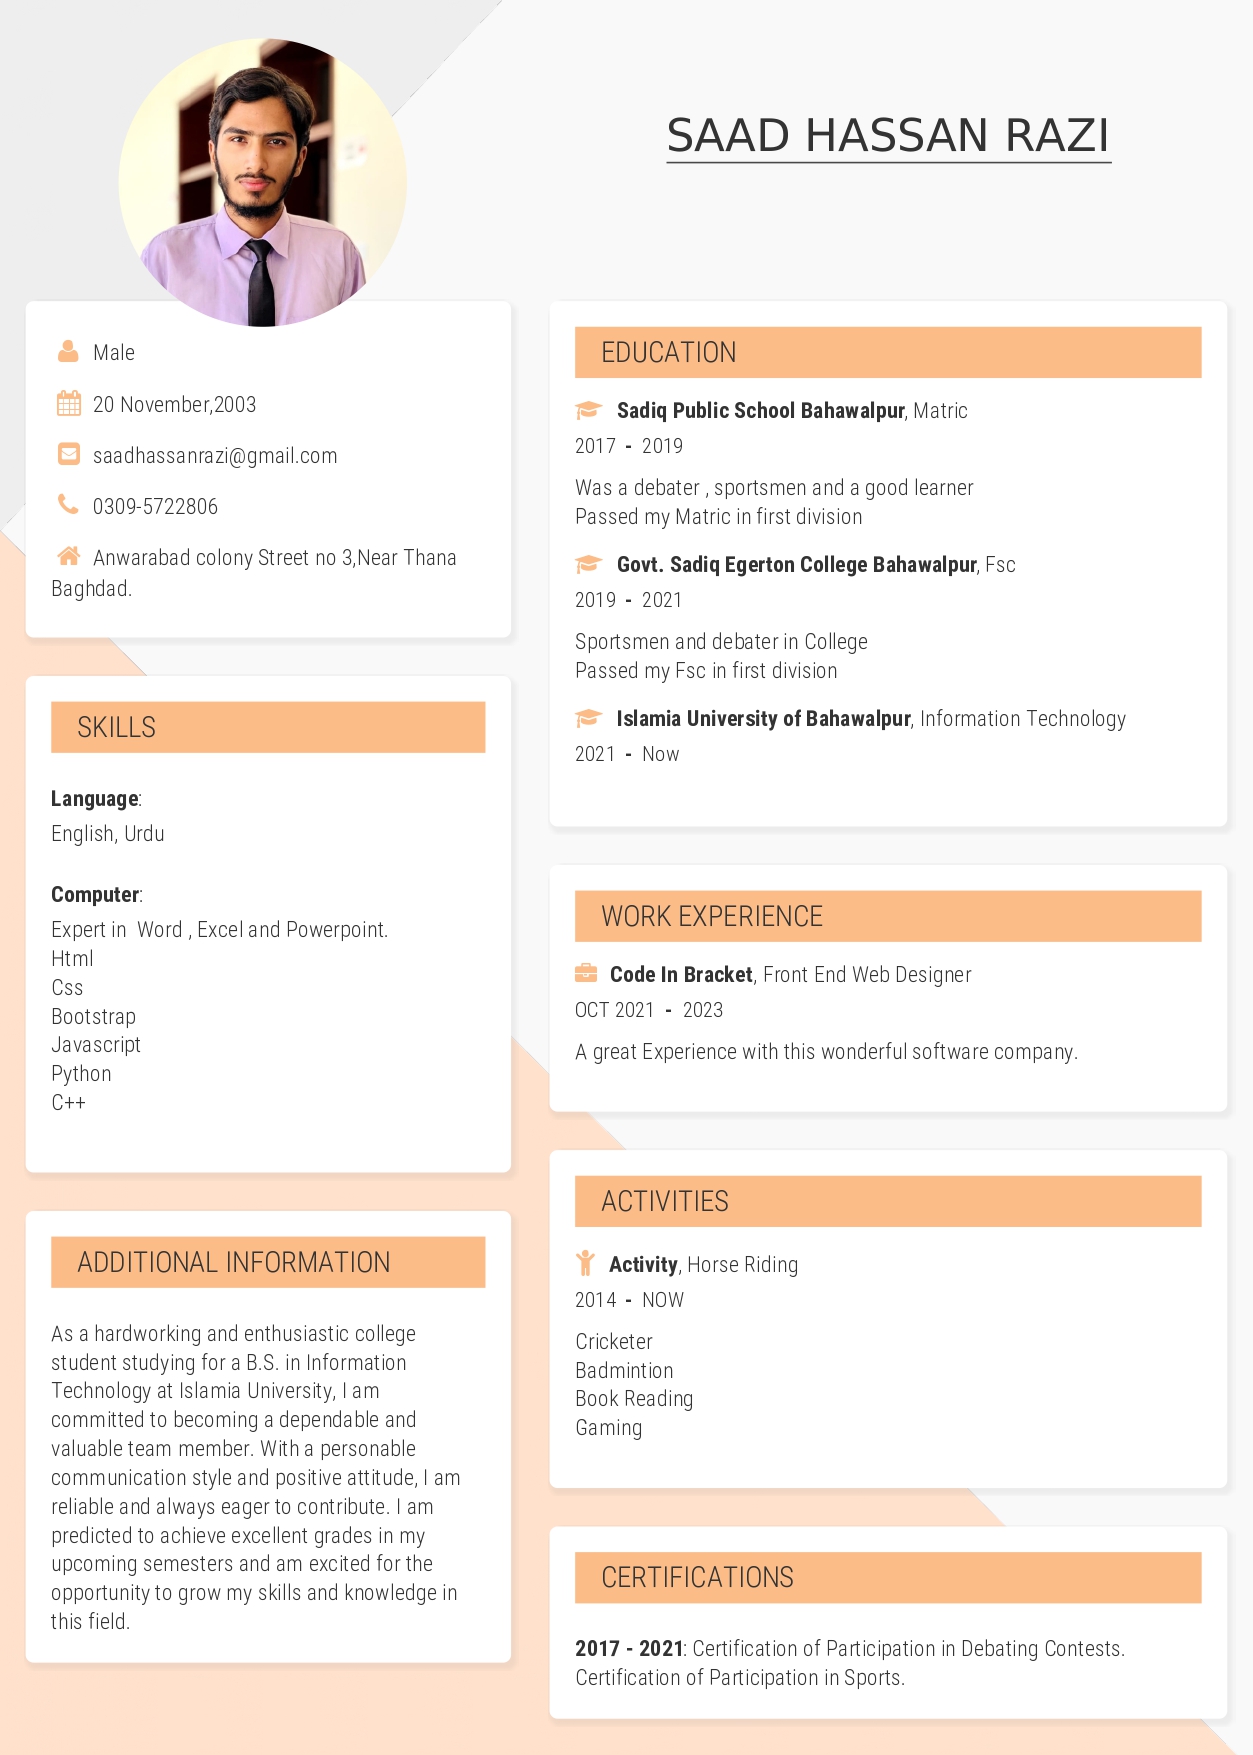 SAAD HASSAN RAZI
Male
20 November,2003
saadhassanrazi@gmail.com
0309-5722806
Anwarabad colony Street no 3,Near Thana
Baghdad.
SKILLS
Language:
English, Urdu
Computer:
Expert in  Word , Excel and Powerpoint.
Html
Css
Bootstrap
Javascript
Python
C++
ADDITIONAL INFORMATION
As a hardworking and enthusiastic college
student studying for a B.S. in Information
Technology at Islamia University, I am
committed to becoming a dependable and
valuable team member. With a personable
communication style and positive attitude, I am
reliable and always eager to contribute. I am
predicted to achieve excellent grades in my
upcoming semesters and am excited for the
opportunity to grow my skills and knowledge in
this field.
EDUCATION
Sadiq Public School Bahawalpur, Matric
2017 - 2019
Was a debater , sportsmen and a good learner
Passed my Matric in first division
Govt. Sadiq Egerton College Bahawalpur, Fsc
2019 - 2021
Sportsmen and debater in College
Passed my Fsc in first division
Islamia University of Bahawalpur, Information Technology
2021 - Now
WORK EXPERIENCE
Code In Bracket, Front End Web Designer
OCT 2021 - 2023
A great Experience with this wonderful software company.
ACTIVITIES
Activity, Horse Riding
2014 - NOW
Cricketer
Badmintion
Book Reading
Gaming
CERTIFICATIONS
2017 - 2021: Certification of Participation in Debating Contests.
Certification of Participation in Sports.